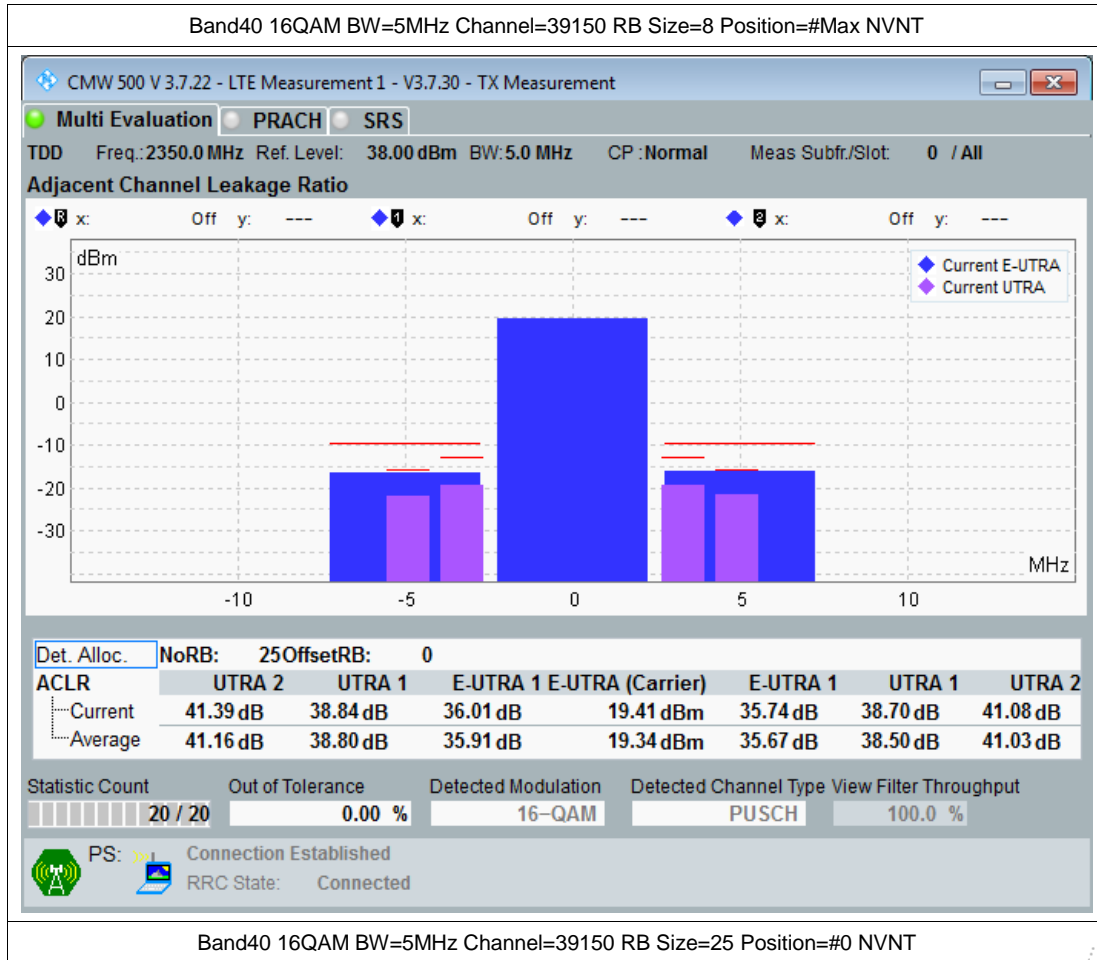 Band40 16QAM BW=5MHz Channel=39150 RB Size=8 Position=#Max NVNT
CMW 500 V 3.7.22 - LTE Measurement 1 - V3.7.30 - TX Measurement
Multi Evaluation PRACH SRS
TDD Freq.:2350.0 MHz Ref. Level: 38.00 dBm BW:5.0 MHz CP :Normal Meas Subfr./Slot: 0 / All
Adjacent Channel Leakage Ratio
R x: Off y: --- 1 x: Off y: --- 2 x: Off y: ---
dBm
Current E-UTRA
Current UTRA
30
20
10
0
-10
-20
-30
MHz
-10 -5 0 5 10
Det. Alloc. NoRB: 25 OffsetRB: 0
ACLR UTRA 2 UTRA 1 E-UTRA 1 E-UTRA (Carrier) E-UTRA 1 UTRA 1 UTRA 2
Current 41.39 dB 38.84 dB 36.01 dB 19.41 dBm 35.74 dB 38.70 dB 41.08 dB
Average 41.16 dB 38.80 dB 35.91 dB 19.34 dBm 35.67 dB 38.50 dB 41.03 dB
Statistic Count Out of Tolerance Detected Modulation Detected Channel Type View Filter Throughput
20 / 20 0.00 % 16-QAM PUSCH 100.0 %
PS: Connection Established
RRC State: Connected
Band40 16QAM BW=5MHz Channel=39150 RB Size=25 Position=#0 NVNT